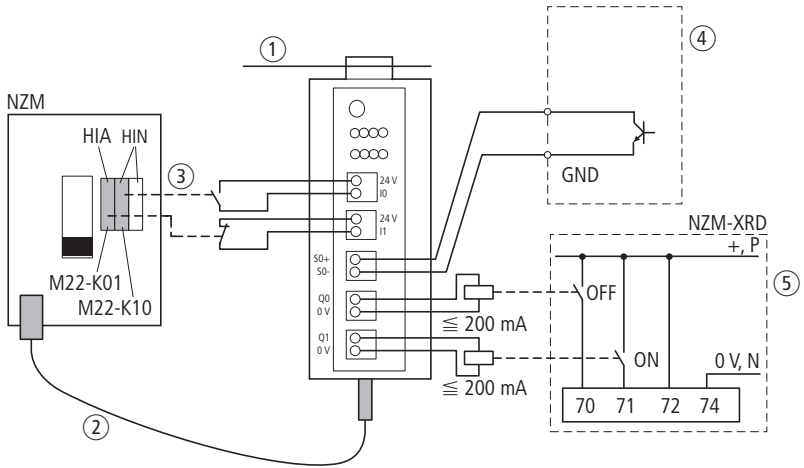 ①
④
NZM
HIA HIN
③
24 V
I0
GND
24 V
I1
NZM-XRD
+, P
M22-K01
M22-K10
S0+
S0-
⑤
Q0
0 V
OFF
≦ 200 mA
Q1
0 V
ON
0 V, N
≦ 200 mA
70 71 72 74
②